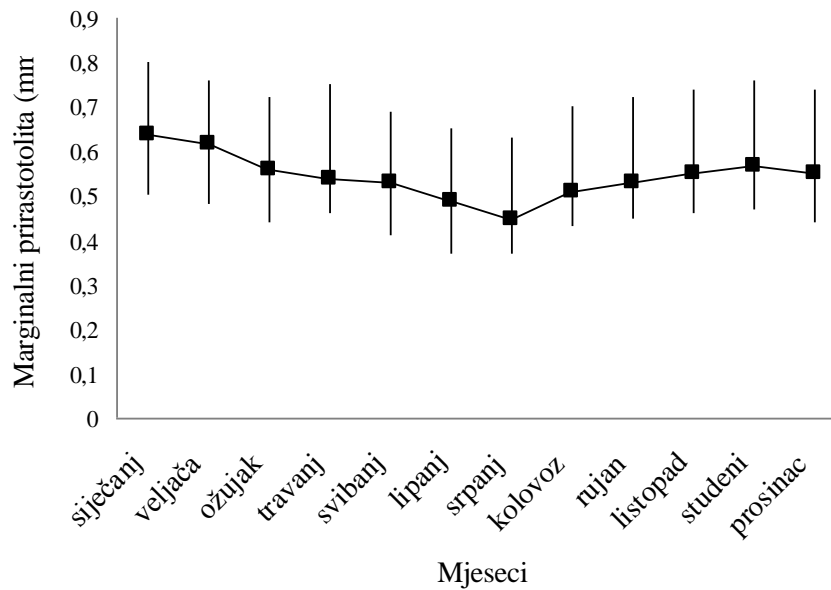 Marginalni prirastotolita (mm
0,9
0,8
0,7
0,6
0,5
0,4
0,3
0,2
0,1
0
siječanj
veljača
ožujak
travanj
svibanj
lipanj
srpanj
kolovoz
rujan
listopad
studeni
prosinac
Mjeseci